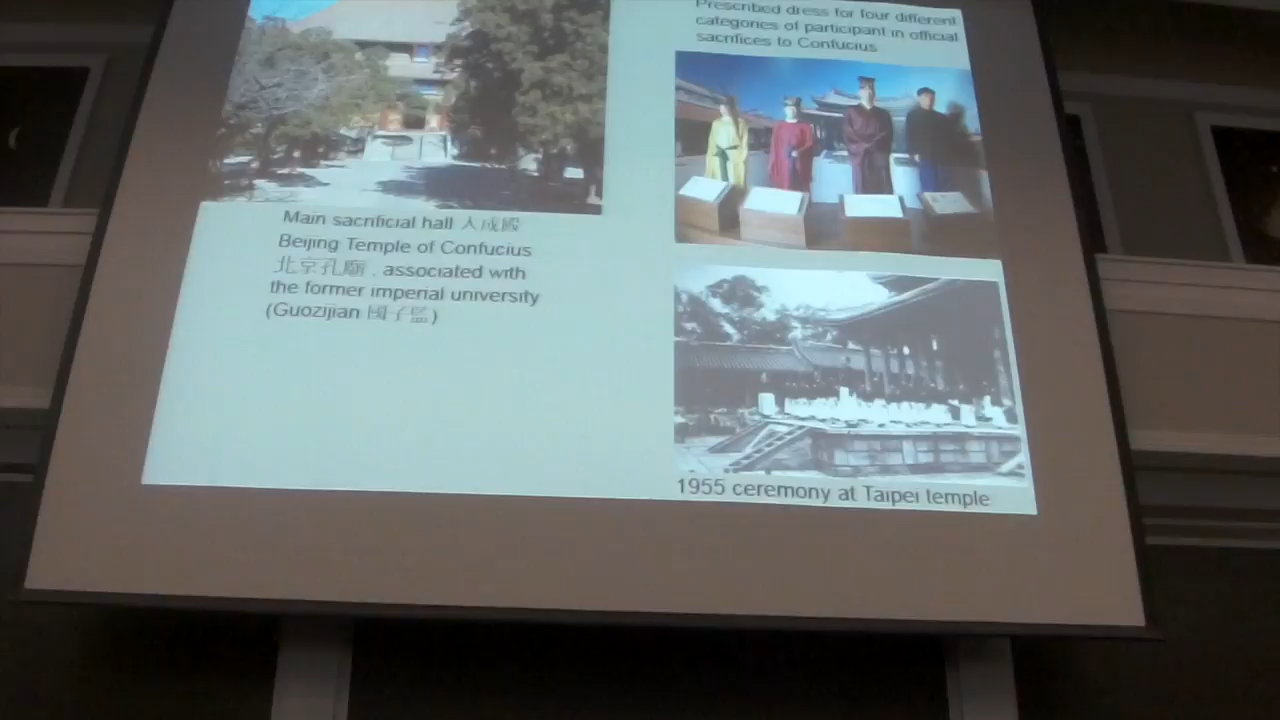 Main sacrificial hall 大成殿
Beijing Temple of Confucius
北京孔廟, associated with
the former imperial university
(Guozijian 國子監)
Prescribed dress for four different
categories of participant in official
sacrifices to Confucius
1955 ceremony at Taipei temple